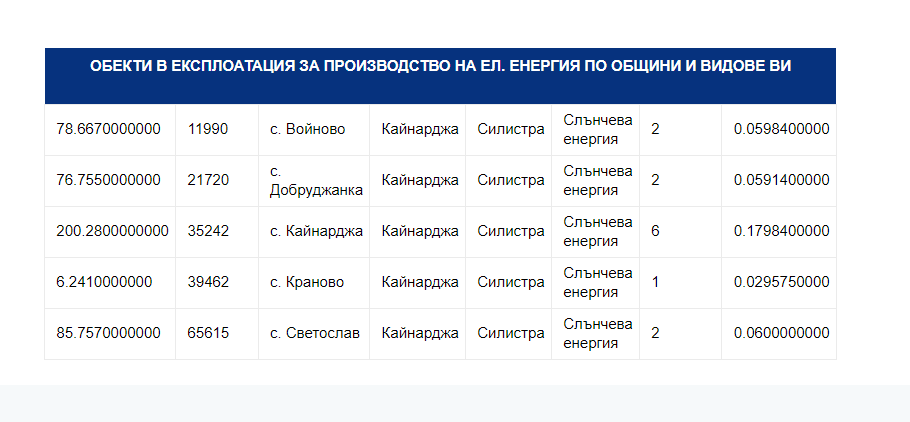 ОБЕКТИ В ЕКСПЛОАТАЦИЯ ЗА ПРОИЗВОДСТВО НА ЕЛ. ЕНЕРГИЯ ПО ОБЩИНИ И ВИДОВЕ ВИ
78.6670000000 11990 с. Войново Кайнарджа Силистра Слънчева енергия 2 0.0598400000
76.7550000000 21720 с. Добруджанка Кайнарджа Силистра Слънчева енергия 2 0.0591400000
200.2800000000 35242 с. Кайнарджа Кайнарджа Силистра Слънчева енергия 6 0.1798400000
6.2410000000 39462 с. Краново Кайнарджа Силистра Слънчева енергия 1 0.0295750000
85.7570000000 65615 с. Светослав Кайнарджа Силистра Слънчева енергия 2 0.0600000000